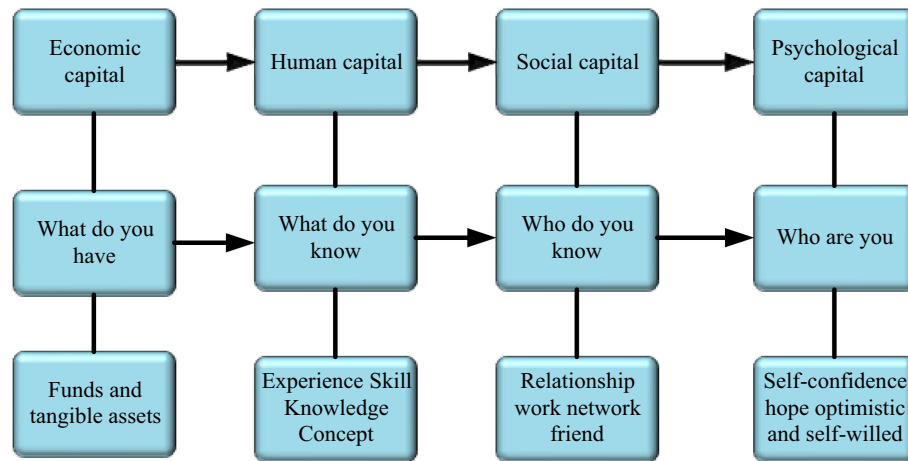 Economic
capital
Human capital
Social capital
Psychological
capital
What do you
have
What do you
know
Who do you
know
Who are you
Funds and
tangible assets
Experience Skill
Knowledge
Concept
Relationship
work network
friend
Self-confidence
hope optimistic
and self-willed